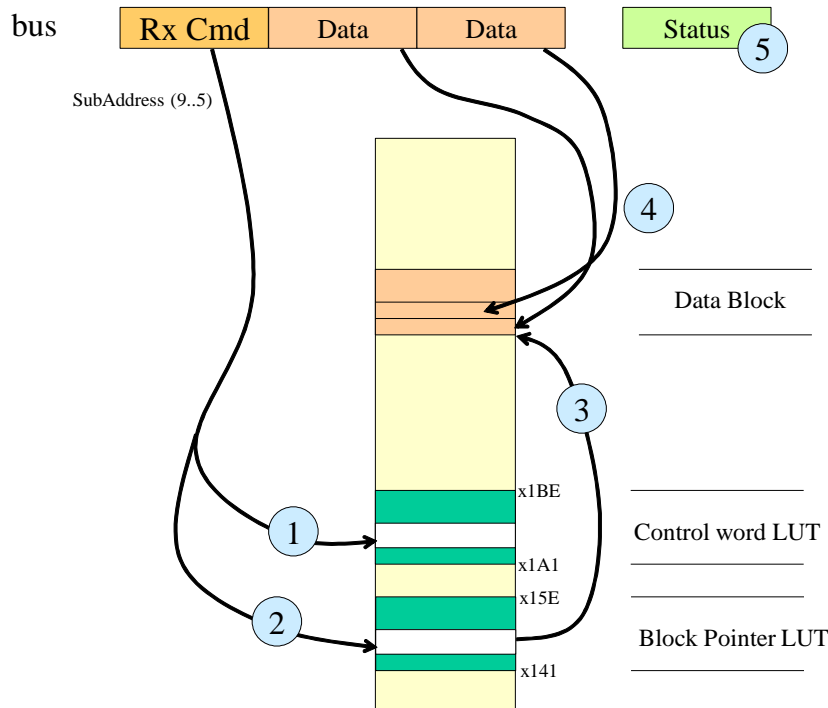 bus
Rx Cmd
Data
Data
Status
5
SubAddress (9..5)
4
Data Block
3
x1BE
1
Control word LUT
x1A1
x15E
2
Block Pointer LUT
x141